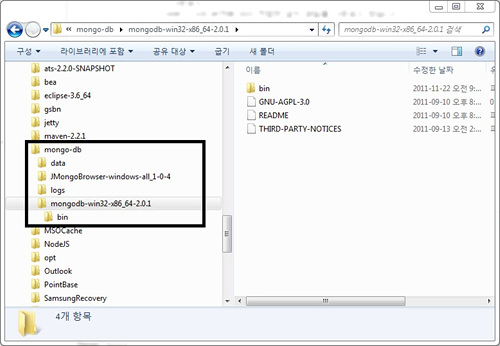 « mongo-db ▸ mongodb-win32-x86_64-2.0.1 ▸
mongodb-win32-x86_64-2.0.1 검색
구성 라이브러리에 포함 공유 대상 굽기 새 폴더
ats-2.2.0-SNAPSHOT
bea
eclipse-3.6_64
gsbn
jetty
maven-2.2.1
mongo-db
data
JMongoBrowser-windows-all_1-0-4
logs
mongodb-win32-x86_64-2.0.1
bin
MSOCache
NodeJS
opt
Outlook
PointBase
SamsungRecovery
이름 수정한 날짜
bin 2011-11-22 오전 9:...
GNU-AGPL-3.0 2011-09-10 오후 8:...
README 2011-09-10 오후 8:...
THIRD-PARTY-NOTICES 2011-09-13 오전 2:...
4개 항목